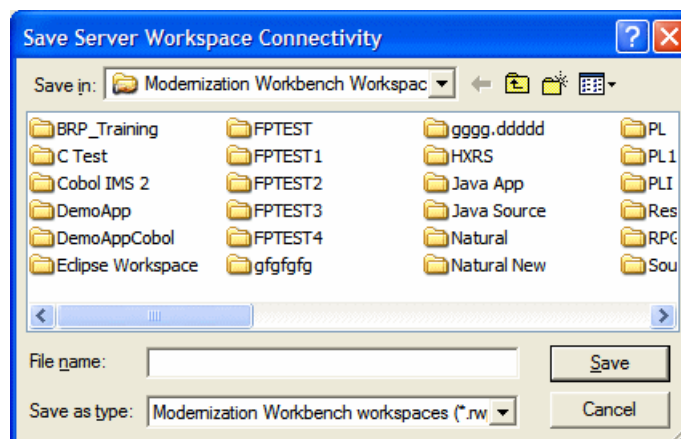 Save Server Workspace Connectivity
Save in: Modernization Workbench Workspac
BRP_Training FPTEST gggg.ddddd PL
C Test FPTEST1 HXRS PL1
Cobol IMS 2 FPTEST2 Java App PLI
DemoApp FPTEST3 Java Source Res
DemoAppCobol FPTEST4 Natural RPG
Eclipse Workspace gfgfgfg Natural New Sou
File name: Save
Save as type: Modernization Workbench workspaces (*.rw Cancel